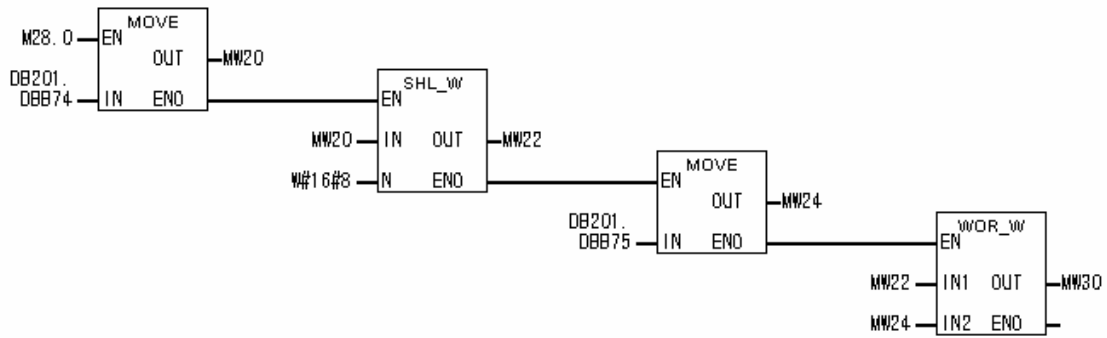 MOVE
M28.0 EN
OUT MW20
DB201.
DBB74 IN ENO
SHL_W
EN
MW20 IN OUT MW22
W#16#8 N ENO
MOVE
EN
OUT MW24
DB201.
DBB75 IN ENO
WOR_W
EN
MW22 IN1 OUT MW30
MW24 IN2 ENO